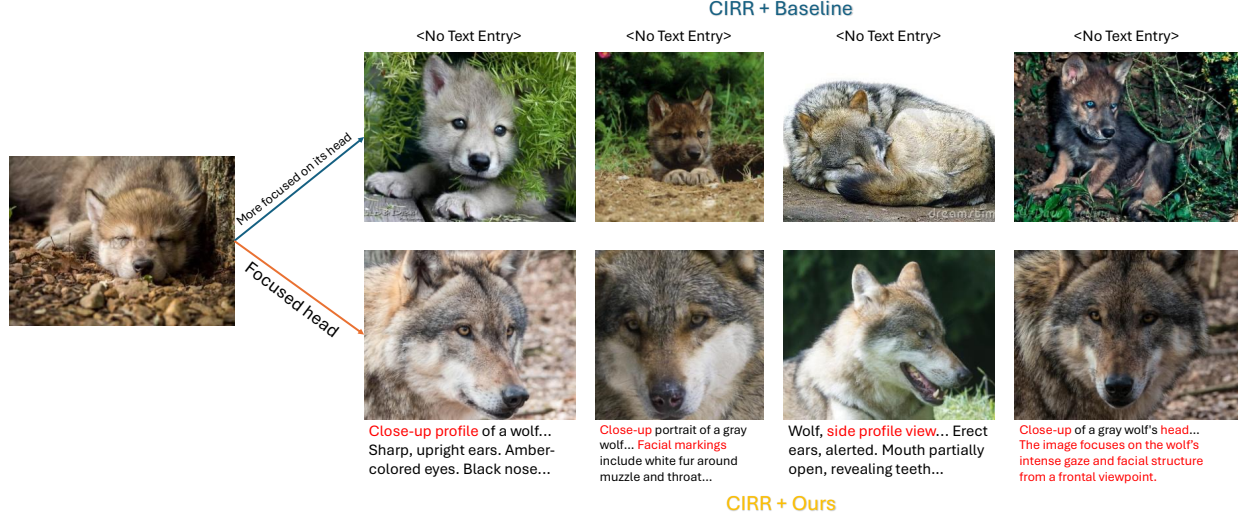 CIRR + Baseline
<No Text Entry>
<No Text Entry>
<No Text Entry>
<No Text Entry>
More focused on its head
Focused head
dreamstim
Close-up profile of a wolf...
Sharp, upright ears. Amber-
colored eyes. Black nose...
Close-up portrait of a gray
wolf... Facial markings
include white fur around
muzzle and throat...
Wolf, side profile view... Erect
ears, alerted. Mouth partially
open, revealing teeth...
Close-up of a gray wolf's head...
The image focuses on the wolf's
intense gaze and facial structure
from a frontal viewpoint.
CIRR + Ours